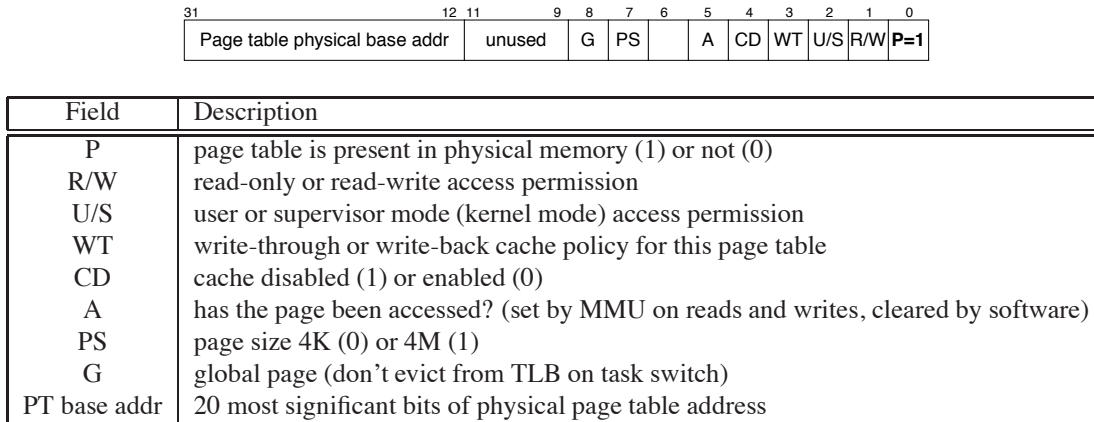 31 12 11 9 8 7 6 5 4 3 2 1 0
Page table physical base addr unused G PS A CD WT U/S R/W P=1
Field Description
P page table is present in physical memory (1) or not (0)
R/W read-only or read-write access permission
U/S user or supervisor mode (kernel mode) access permission
WT write-through or write-back cache policy for this page table
CD cache disabled (1) or enabled (0)
A has the page been accessed? (set by MMU on reads and writes, cleared by software)
PS page size 4K (0) or 4M (1)
G global page (don't evict from TLB on task switch)
PT base addr 20 most significant bits of physical page table address